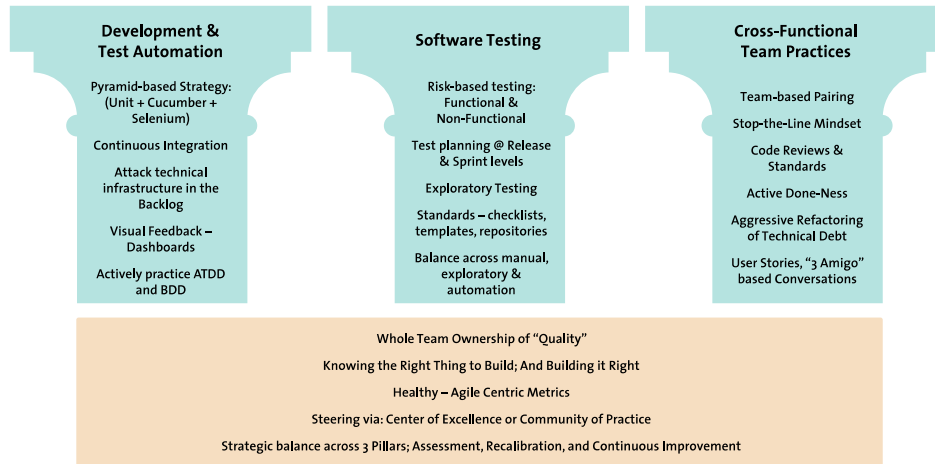 Development &
Test Automation
Pyramid-based Strategy:
(Unit + Cucumber +
Selenium)
Continuous Integration
Attack technical
infrastructure in the
Backlog
Visual Feedback –
Dashboards
Actively practice ATDD
and BDD
Software Testing
Risk-based testing:
Functional &
Non-Functional
Test planning @ Release
& Sprint levels
Exploratory Testing
Standards – checklists,
templates, repositories
Balance across manual,
exploratory &
automation
Cross-Functional
Team Practices
Team-based Pairing
Stop-the-Line Mindset
Code Reviews &
Standards
Active Done-Ness
Aggressive Refactoring
of Technical Debt
User Stories, “3 Amigo”
based Conversations
Whole Team Ownership of “Quality”
Knowing the Right Thing to Build; And Building it Right
Healthy – Agile Centric Metrics
Steering via: Center of Excellence or Community of Practice
Strategic balance across 3 Pillars; Assessment, Recalibration, and Continuous Improvement